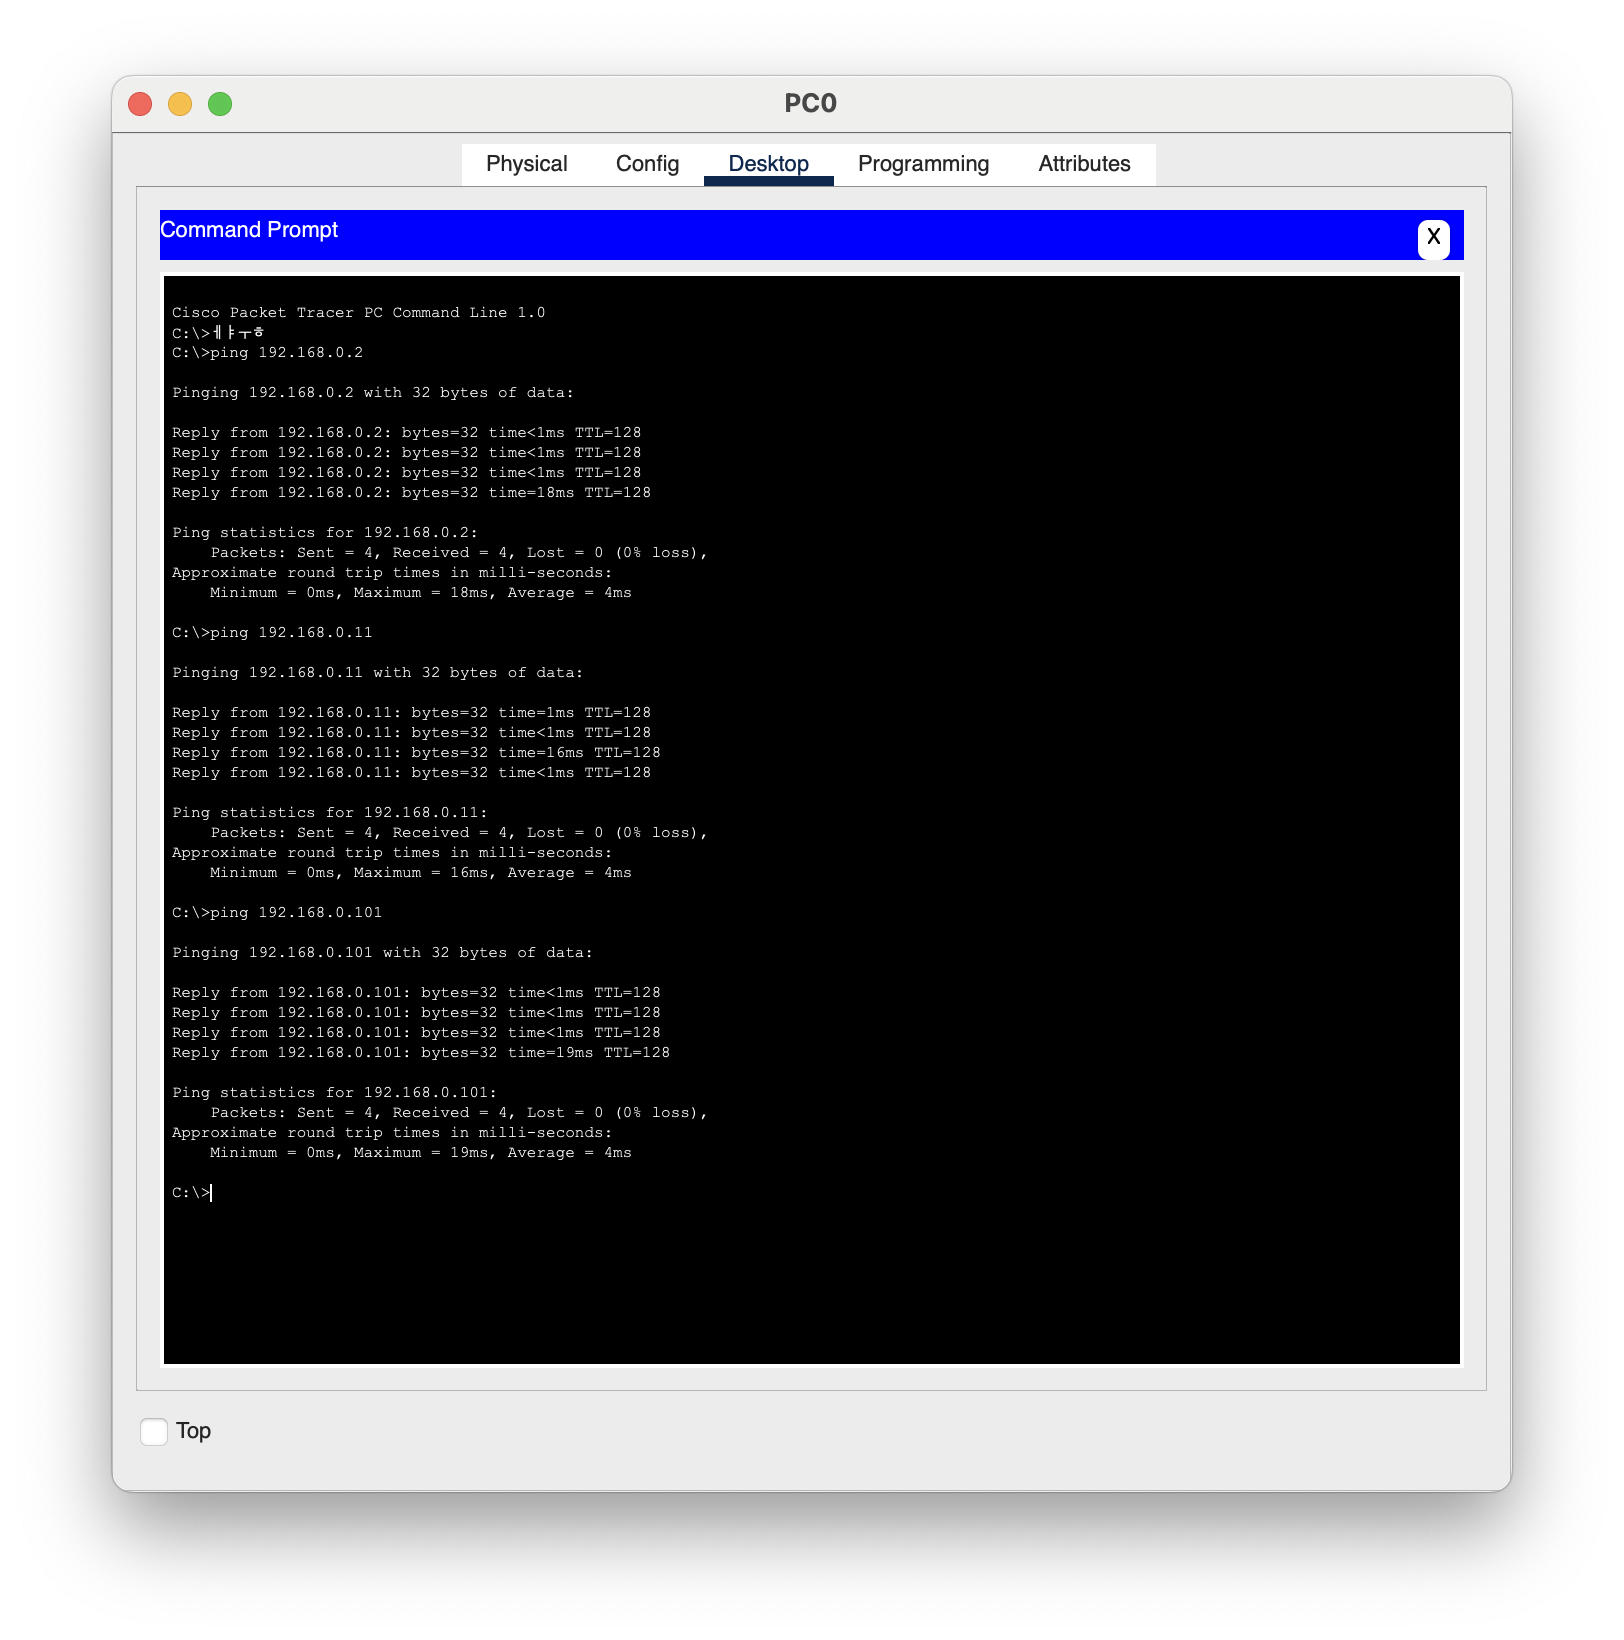 PC0
Physical Config Desktop Programming Attributes
Command Prompt
X
Cisco Packet Tracer PC Command Line 1.0
C:\>ㅔㅑㅜㅎ
C:\>ping 192.168.0.2
Pinging 192.168.0.2 with 32 bytes of data:
Reply from 192.168.0.2: bytes=32 time<1ms TTL=128
Reply from 192.168.0.2: bytes=32 time<1ms TTL=128
Reply from 192.168.0.2: bytes=32 time<1ms TTL=128
Reply from 192.168.0.2: bytes=32 time=18ms TTL=128
Ping statistics for 192.168.0.2:
Packets: Sent = 4, Received = 4, Lost = 0 (0% loss),
Approximate round trip times in milli-seconds:
Minimum = 0ms, Maximum = 18ms, Average = 4ms
C:\>ping 192.168.0.11
Pinging 192.168.0.11 with 32 bytes of data:
Reply from 192.168.0.11: bytes=32 time=1ms TTL=128
Reply from 192.168.0.11: bytes=32 time<1ms TTL=128
Reply from 192.168.0.11: bytes=32 time=16ms TTL=128
Reply from 192.168.0.11: bytes=32 time<1ms TTL=128
Ping statistics for 192.168.0.11:
Packets: Sent = 4, Received = 4, Lost = 0 (0% loss),
Approximate round trip times in milli-seconds:
Minimum = 0ms, Maximum = 16ms, Average = 4ms
C:\>ping 192.168.0.101
Pinging 192.168.0.101 with 32 bytes of data:
Reply from 192.168.0.101: bytes=32 time<1ms TTL=128
Reply from 192.168.0.101: bytes=32 time<1ms TTL=128
Reply from 192.168.0.101: bytes=32 time<1ms TTL=128
Reply from 192.168.0.101: bytes=32 time=19ms TTL=128
Ping statistics for 192.168.0.101:
Packets: Sent = 4, Received = 4, Lost = 0 (0% loss),
Approximate round trip times in milli-seconds:
Minimum = 0ms, Maximum = 19ms, Average = 4ms
C:\>
Top